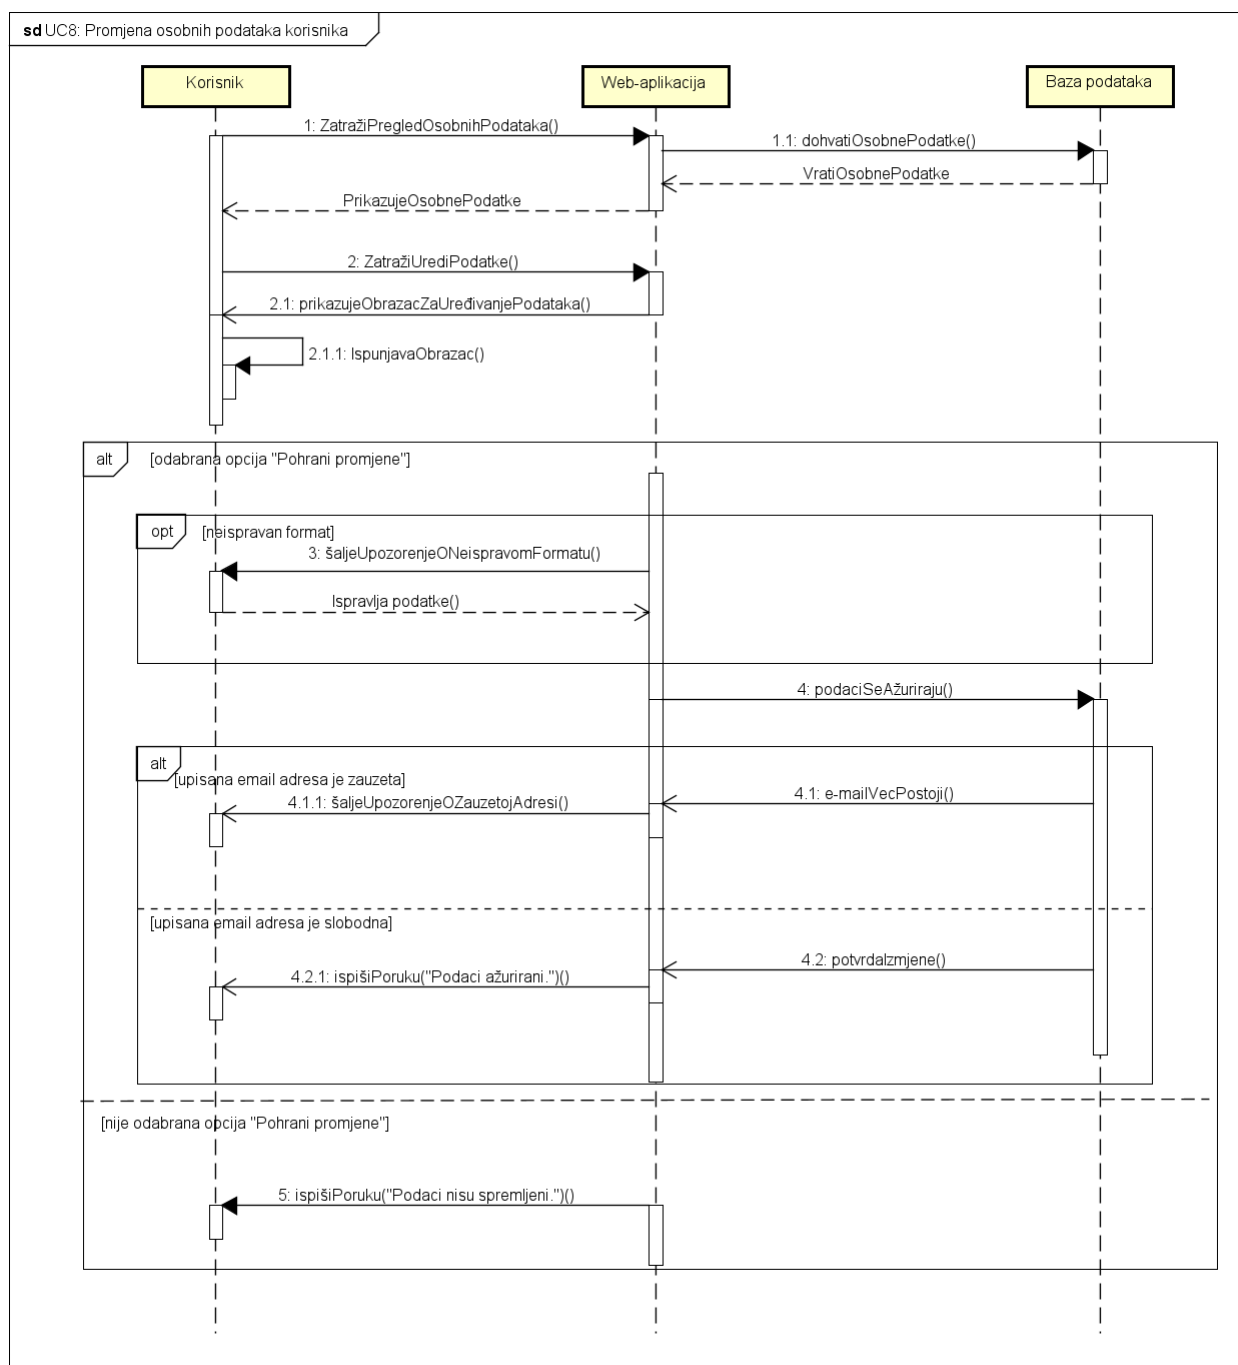 sd UC8: Promjena osobnih podataka korisnika
Korisnik
Web-aplikacija
Baza podataka
1: ZatražiPregledOsobnihPodataka()
1.1: dohvatiOsobnePodatke()
VratiOsobnePodatke
PrikazujeOsobnePodatke
2: ZatražiUrediPodatke()
2.1: prikazujeObrazacZaUređivanjePodataka()
2.1.1: IspunjavaObrazac()
alt
[odabrana opcija "Pohrani promjene"]
opt
[neispravan format]
3: šaljeUpozorenjeONeispravomFormatu()
Ispravlja podatke()
4: podaciSeAžuriraju()
alt
[upisana email adresa je zauzeta]
4.1: e-mailVecPostoji()
4.1.1: šaljeUpozorenjeOZauzetojAdresi()
[upisana email adresa je slobodna]
4.2: potvrdaIzmjene()
4.2.1: ispišiPoruku("Podaci ažurirani.")()
[nije odabrana opcija "Pohrani promjene"]
5: ispišiPoruku("Podaci nisu spremljeni.")()